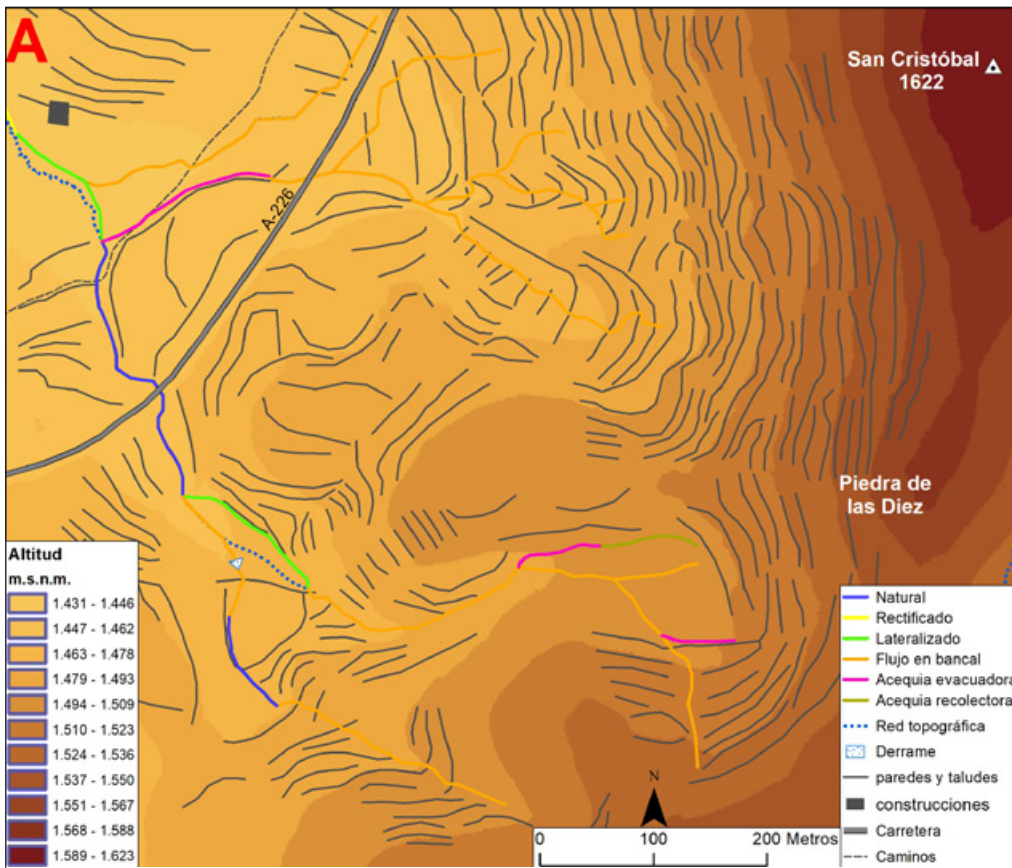 A
San Cristóbal
1622
A-226
Piedra de
las Diez
Altitud
m.s.n.m.
1.431 - 1.446
1.447 - 1.462
1.463 - 1.478
1.479 - 1.493
1.494 - 1.509
1.510 - 1.523
1.524 - 1.536
1.537 - 1.550
1.551 - 1.567
1.568 - 1.588
1.589 - 1.623
N
0 100 200 Metros
Natural
Rectificado
Lateralizado
Flujo en bancal
Acequia evacuadora
Acequia recolectora
Red topográfica
Derrame
paredes y taludes
construcciones
Carretera
Caminos